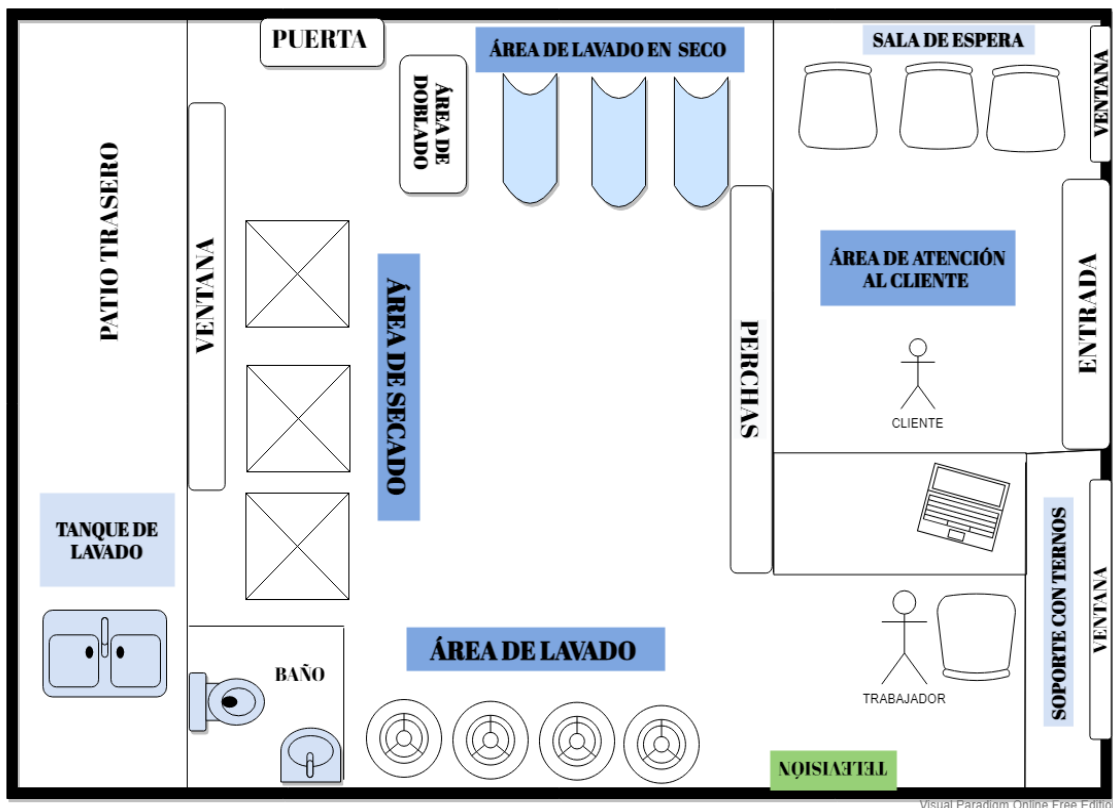 PUERTA
ÁREA DE LAVADO EN SECO
SALA DE ESPERA
VENTANA
ÁREA DE
DOBLADO
PATIO TRASERO
VENTANA
ÁREA DE SECADO
PERCHAS
ÁREA DE ATENCIÓN
AL CLIENTE
ENTRADA
CLIENTE
TANQUE DE
LAVADO
SOPORTE CON TERNOS
VENTANA
ÁREA DE LAVADO
BAÑO
TRABAJADOR
TELEVISIÓN
Visual Paradigm Online Free Editio